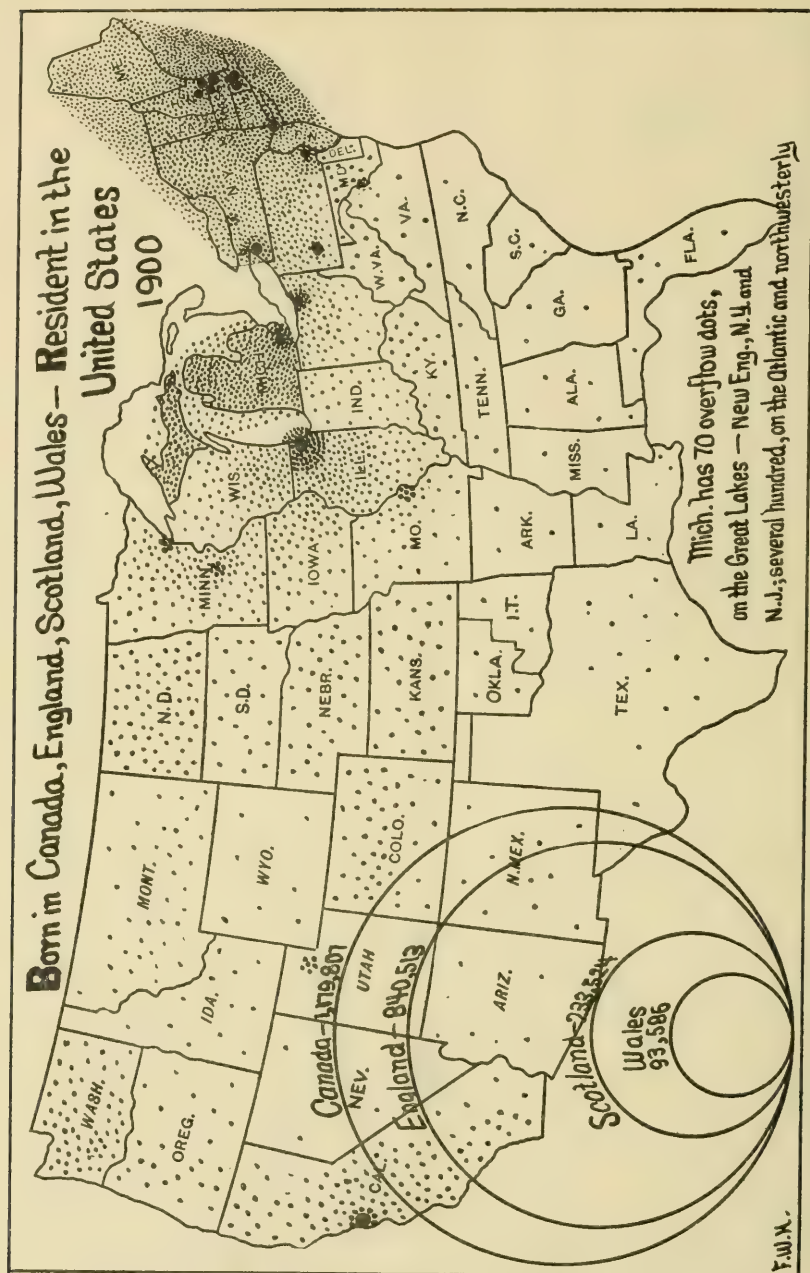 Born in Canada, England, Scotland, Wales — Resident in the
United States
1900
WASH.
OREG.
CAL.
NEV.
IDA.
MONT.
WYO.
UTAH
ARIZ.
COLO.
N.MEX.
N.D.
S.D.
NEBR.
KANS.
OKLA.
I.T.
TEX.
MINN.
IOWA
MO.
ARK.
LA.
WIS.
ILL.
MICH.
IND.
KY.
TENN.
MISS.
ALA.
GA.
FLA.
S.C.
N.C.
VA.
W.VA.
MD.
DEL.
N.Y.
ME.
Canada—1,179,807
England—840,513
Scotland—233,524
Wales
93,586
Mich. has 70 overflow dots,
on the Great Lakes — New Eng., N.Y. and
N.J.; several hundred, on the Atlantic and northwesterly
F.W.H.